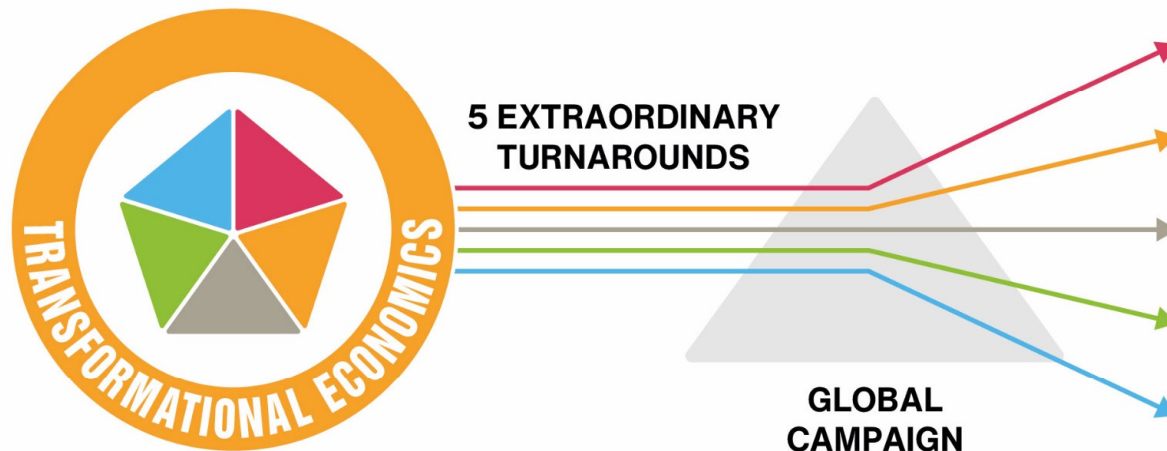 TRANSFORMATIONAL ECONOMICS
5 EXTRAORDINARY
TURNAROUNDS
GLOBAL
CAMPAIGN